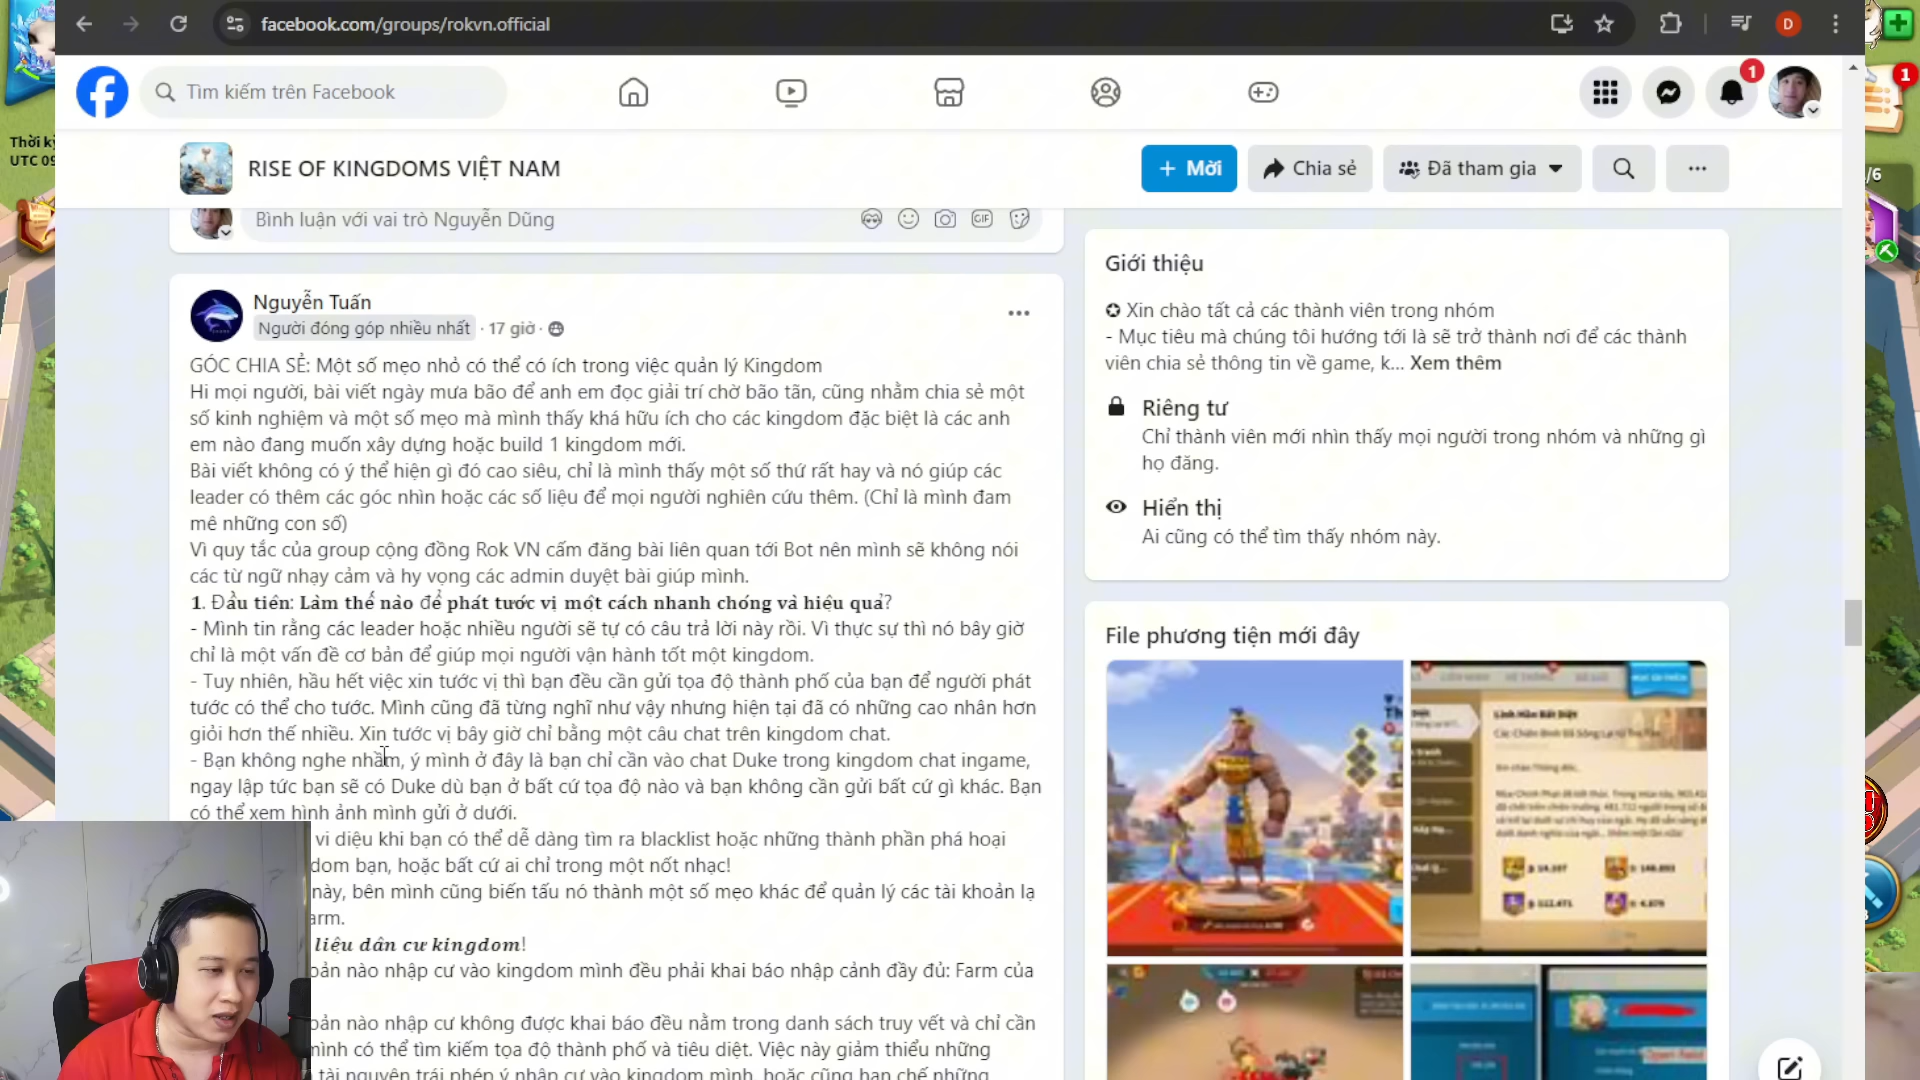 facebook.com/groups/rokvn.official
D
Tìm kiếm trên Facebook
1
1
Thời k
UTC 09
/6
RISE OF KINGDOMS VIỆT NAM
+ Mời
Chia sẻ
Đã tham gia
Bình luận với vai trò Nguyễn Dũng
GIF
Nguyễn Tuấn
Người đóng góp nhiều nhất · 17 giờ ·
GÓC CHIA SẺ: Một số mẹo nhỏ có thể có ích trong việc quản lý Kingdom
Hi mọi người, bài viết ngày mưa bão để anh em đọc giải trí chờ bão tãn, cũng nhằm chia sẻ một
số kinh nghiệm và một số mẹo mà mình thấy khá hữu ích cho các kingdom đặc biệt là các anh
em nào đang muốn xây dựng hoặc build 1 kingdom mới.
Bài viết không có ý thể hiện gì đó cao siêu, chỉ là mình thấy một số thứ rất hay và nó giúp các
leader có thêm các góc nhìn hoặc các số liệu để mọi người nghiên cứu thêm. (Chỉ là mình đam
mê những con số)
Vì quy tắc của group cộng đồng Rok VN cấm đăng bài liên quan tới Bot nên mình sẽ không nói
các từ ngữ nhạy cảm và hy vọng các admin duyệt bài giúp mình.
1. Đầu tiên: Làm thế nào để phát tước vị một cách nhanh chóng và hiệu quả?
- Mình tin rằng các leader hoặc nhiều người sẽ tự có câu trả lời này rồi. Vì thực sự thì nó bây giờ
chỉ là một vấn đề cơ bản để giúp mọi người vận hành tốt một kingdom.
- Tuy nhiên, hầu hết việc xin tước vị thì bạn đều cần gửi tọa độ thành phố của bạn để người phát
tước có thể cho tước. Mình cũng đã từng nghĩ như vậy nhưng hiện tại đã có những cao nhân hơn
giỏi hơn thế nhiều. Xin tước vị bây giờ chỉ bằng một câu chat trên kingdom chat.
- Bạn không nghe nhầm, ý mình ở đây là bạn chỉ cần vào chat Duke trong kingdom chat ingame,
ngay lập tức bạn sẽ có Duke dù bạn ở bất cứ tọa độ nào và bạn không cần gửi bất cứ gì khác. Bạn
có thể xem hình ảnh mình gửi ở dưới.
vi diệu khi bạn có thể dễ dàng tìm ra blacklist hoặc những thành phần phá hoại
dom bạn, hoặc bất cứ ai chỉ trong một nốt nhạc!
này, bên mình cũng biến tấu nó thành một số mẹo khác để quản lý các tài khoản lạ
arm.
liệu dân cư kingdom!
oản nào nhập cư vào kingdom mình đều phải khai báo nhập cảnh đầy đủ: Farm của
oản nào nhập cư không được khai báo đều nằm trong danh sách truy vết và chỉ cần
mình có thể tìm kiếm tọa độ thành phố và tiêu diệt. Việc này giảm thiểu những
tài nguyên trái phép ý nhập cư vào kingdom mình, hoặc cũng hạn chế những
Giới thiệu
✪ Xin chào tất cả các thành viên trong nhóm
- Mục tiêu mà chúng tôi hướng tới là sẽ trở thành nơi để các thành
viên chia sẻ thông tin về game, k... Xem thêm
Riêng tư
Chỉ thành viên mới nhìn thấy mọi người trong nhóm và những gì
họ đăng.
Hiển thị
Ai cũng có thể tìm thấy nhóm này.
File phương tiện mới đây